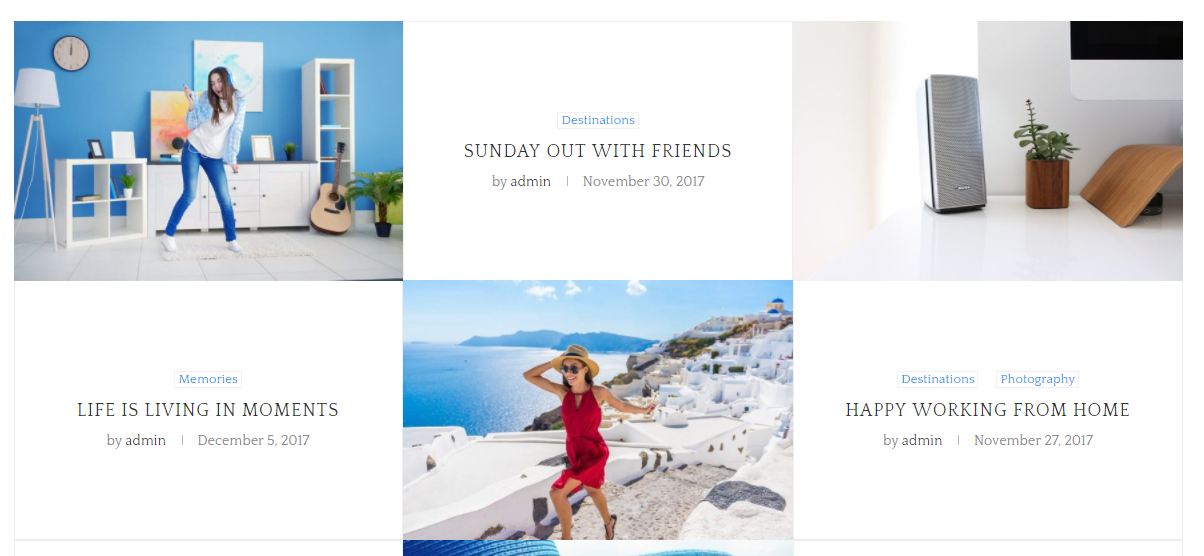 Destinations
SUNDAY OUT WITH FRIENDS
by admin | November 30, 2017
Memories
LIFE IS LIVING IN MOMENTS
by admin | December 5, 2017
Destinations Photography
HAPPY WORKING FROM HOME
by admin | November 27, 2017